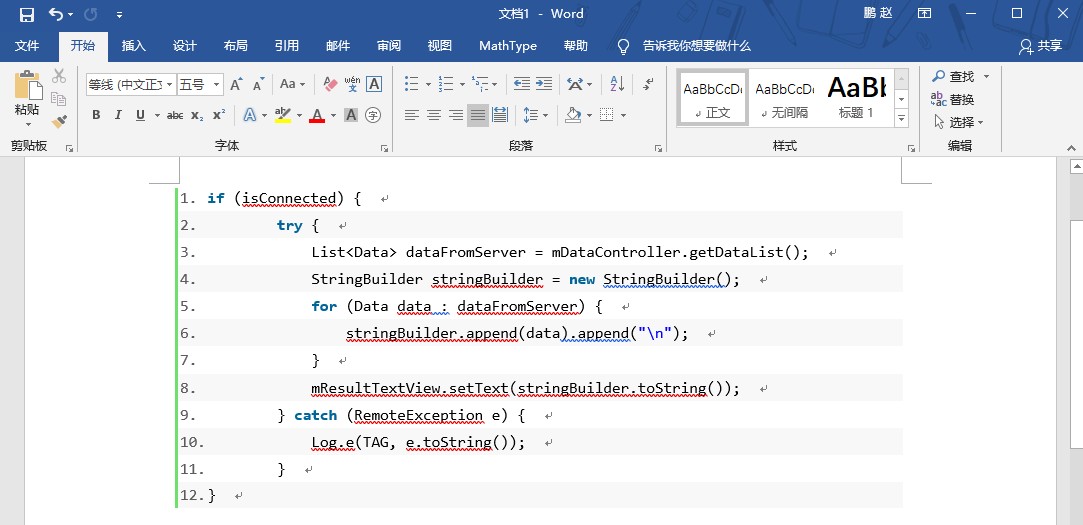 文档1 - Word
鹏 赵
文件 开始 插入 设计 布局 引用 邮件 审阅 视图 MathType 帮助 告诉我你想要做什么 共享
粘贴
等线 (中文正 五号 A A Aa wén A
B I U abc x₂ x² A ab A A 字
AaBbCcD AaBbCcD AaBb
正文 无间隔 标题 1
查找
替换
选择
剪贴板 字体 段落 样式 编辑
1. if (isConnected) {
2. try {
3. List<Data> dataFromServer = mDataController.getDataList();
4. StringBuilder stringBuilder = new StringBuilder();
5. for (Data data : dataFromServer) {
6. stringBuilder.append(data).append("\n");
7. }
8. mResultTextView.setText(stringBuilder.toString());
9. } catch (RemoteException e) {
10. Log.e(TAG, e.toString());
11. }
12. }